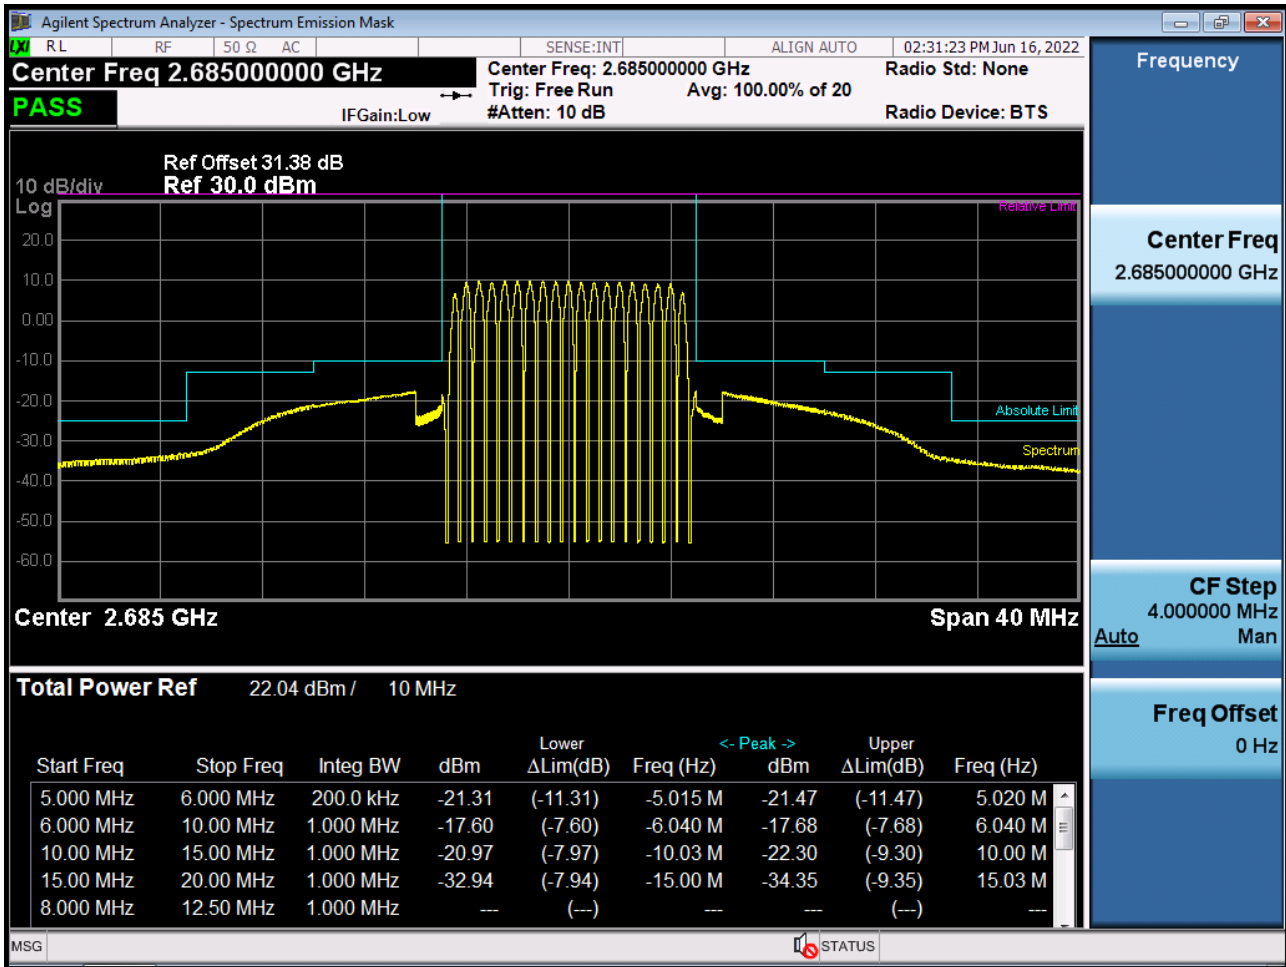 Agilent Spectrum Analyzer - Spectrum Emission Mask
LXI RL RF 50 Ω AC SENSE:INT ALIGN AUTO 02:31:23 PM Jun 16, 2022
Center Freq 2.685000000 GHz
Center Freq: 2.685000000 GHz
Radio Std: None
Trig: Free Run Avg: 100.00% of 20
PASS
IFGain:Low
#Atten: 10 dB
Radio Device: BTS
Ref Offset 31.38 dB
10 dB/div Ref 30.0 dBm
Log
Relative Limit
20.0
10.0
0.00
-10.0
-20.0
Absolute Limit
-30.0
Spectrum
-40.0
-50.0
-60.0
Center 2.685 GHz Span 40 MHz
Total Power Ref 22.04 dBm / 10 MHz
Lower <- Peak -> Upper
Start Freq Stop Freq Integ BW dBm ΔLim(dB) Freq (Hz) dBm ΔLim(dB) Freq (Hz)
5.000 MHz 6.000 MHz 200.0 kHz -21.31 (-11.31) -5.015 M -21.47 (-11.47) 5.020 M
6.000 MHz 10.00 MHz 1.000 MHz -17.60 (-7.60) -6.040 M -17.68 (-7.68) 6.040 M
10.00 MHz 15.00 MHz 1.000 MHz -20.97 (-7.97) -10.03 M -22.30 (-9.30) 10.00 M
15.00 MHz 20.00 MHz 1.000 MHz -32.94 (-7.94) -15.00 M -34.35 (-9.35) 15.03 M
8.000 MHz 12.50 MHz 1.000 MHz --- (---) --- --- (---) ---
MSG STATUS
Frequency
Center Freq
2.685000000 GHz
CF Step
4.000000 MHz
Auto Man
Freq Offset
0 Hz